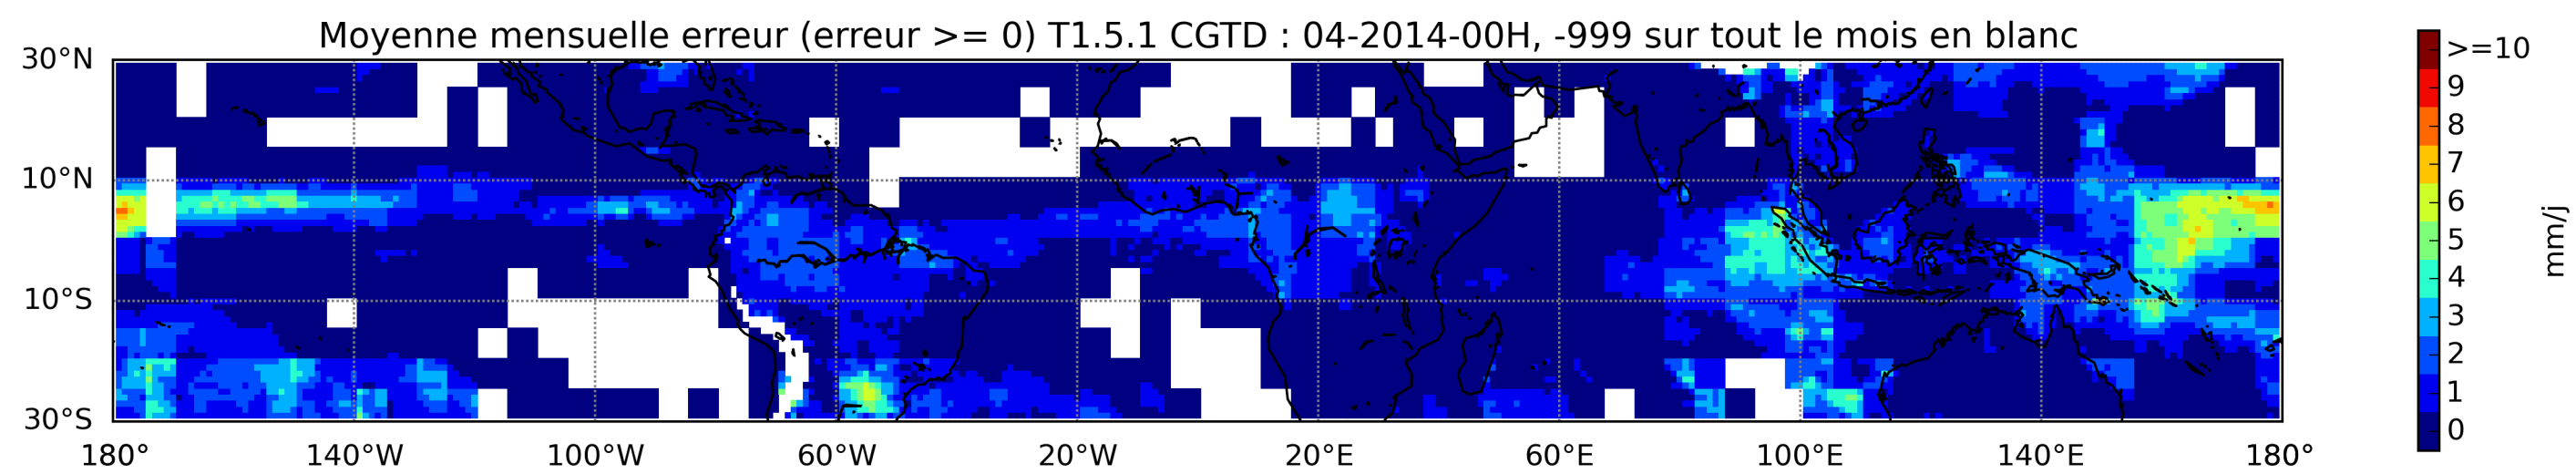 Moyenne mensuelle erreur (erreur >= 0) T1.5.1 CGTD : 04-2014-00H, -999 sur tout le mois en blanc
30°N
10°N
10°S
30°S
180° 140°W 100°W 60°W 20°W 20°E 60°E 100°E 140°E 180°
>=10
9
8
7
6
5
4
3
2
1
0
mm/j